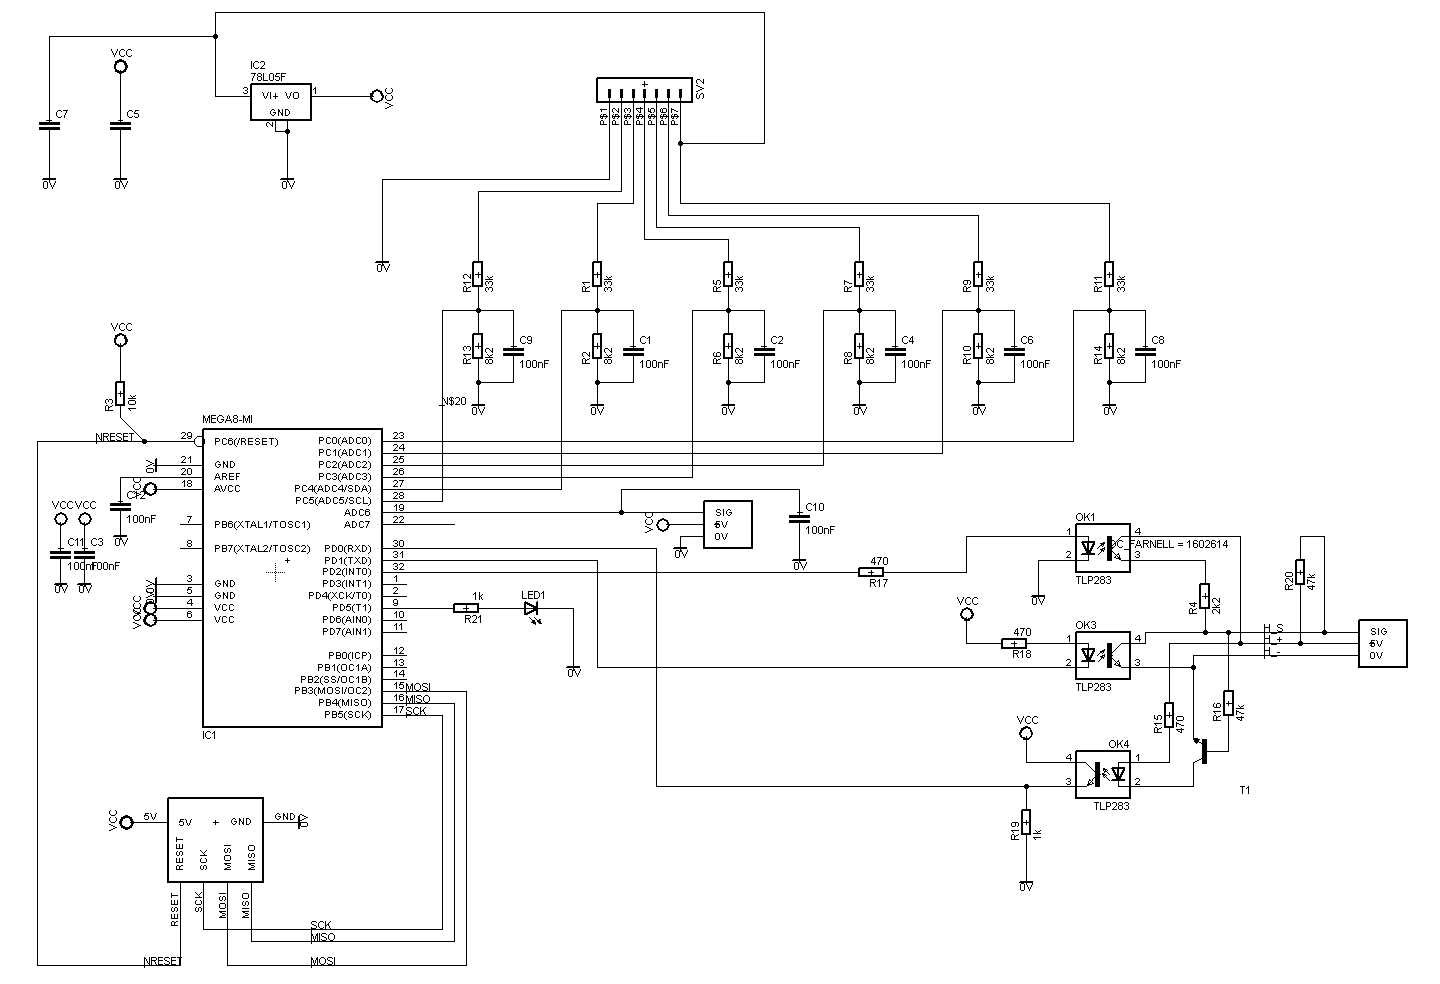 VCC
C7
C5
0V
0V
IC2
78L05F
3
VI+ VO
1
GND
2
VCC
0V
SV2
P$1
P$2
P$3
P$4
P$5
P$6
P$7
0V
R12
33k
R1
33k
R5
33k
R7
33k
R9
33k
R11
33k
R13
8k2
C9
100nF
R2
8k2
C1
100nF
R6
8k2
C2
100nF
R8
8k2
C4
100nF
R10
8k2
C6
100nF
R14
8k2
C8
100nF
N$20
0V
0V
0V
0V
0V
0V
VCC
R3
10k
NRESET
MEGA8-MI
29 PC6(/RESET)
21 GND
20 AREF
18 AVCC
7 PB6(XTAL1/TOSC1)
8 PB7(XTAL2/TOSC2)
3 GND
5 GND
4 VCC
6 VCC
PC0(ADC0) 23
PC1(ADC1) 24
PC2(ADC2) 25
PC3(ADC3) 26
PC4(ADC4/SDA) 27
PC5(ADC5/SCL) 28
ADC6 19
ADC7 22
PD0(RXD) 30
PD1(TXD) 31
PD2(INT0) 32
PD3(INT1) 1
PD4(XCK/T0) 2
PD5(T1) 9
PD6(AIN0) 10
PD7(AIN1) 11
PB0(ICP) 12
PB1(OC1A) 13
PB2(SS/OC1B) 14
PB3(MOSI/OC2) 15 MOSI
PB4(MISO) 16 MISO
PB5(SCK) 17 SCK
IC1
0V
VCC
C12
100nF
0V
VCC VCC
C11 C3
100nF
0V 0V
0V
0V
VCC
VCC
VCC
0V
SIG
5V
0V
C10
100nF
0V
1k
R21
LED1
0V
470
R17
OK1
1
2
4
3
OC_FARNELL = 1602614
TLP283
0V
R4
2k2
R20
47k
VCC
470
R18
OK3
1
2
4
3
TLP283
H_S
H_+
H_-
SIG
5V
0V
R15
470
R16
47k
T1
VCC
OK4
4
3
1
2
TLP283
R19
1k
0V
VCC
5V
5V + GND
GND
0V
RESET
SCK
MOSI
MISO
RESET
SCK
MOSI
MISO
SCK
MISO
NRESET
MOSI